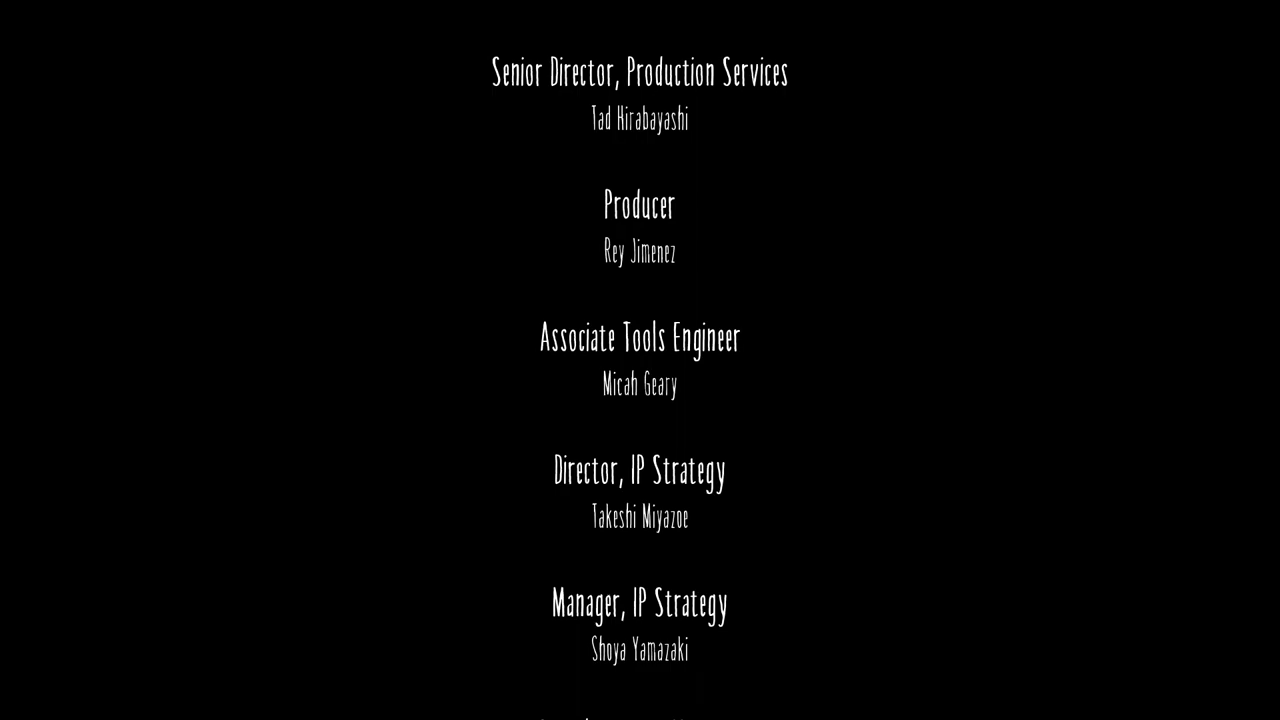 Senior Director, Production Services
Tad Hirabayashi
Producer
Rey Jimenez
Associate Tools Engineer
Micah Geary
Director, IP Strategy
Takeshi Miyazoe
Manager, IP Strategy
Shoya Yamazaki